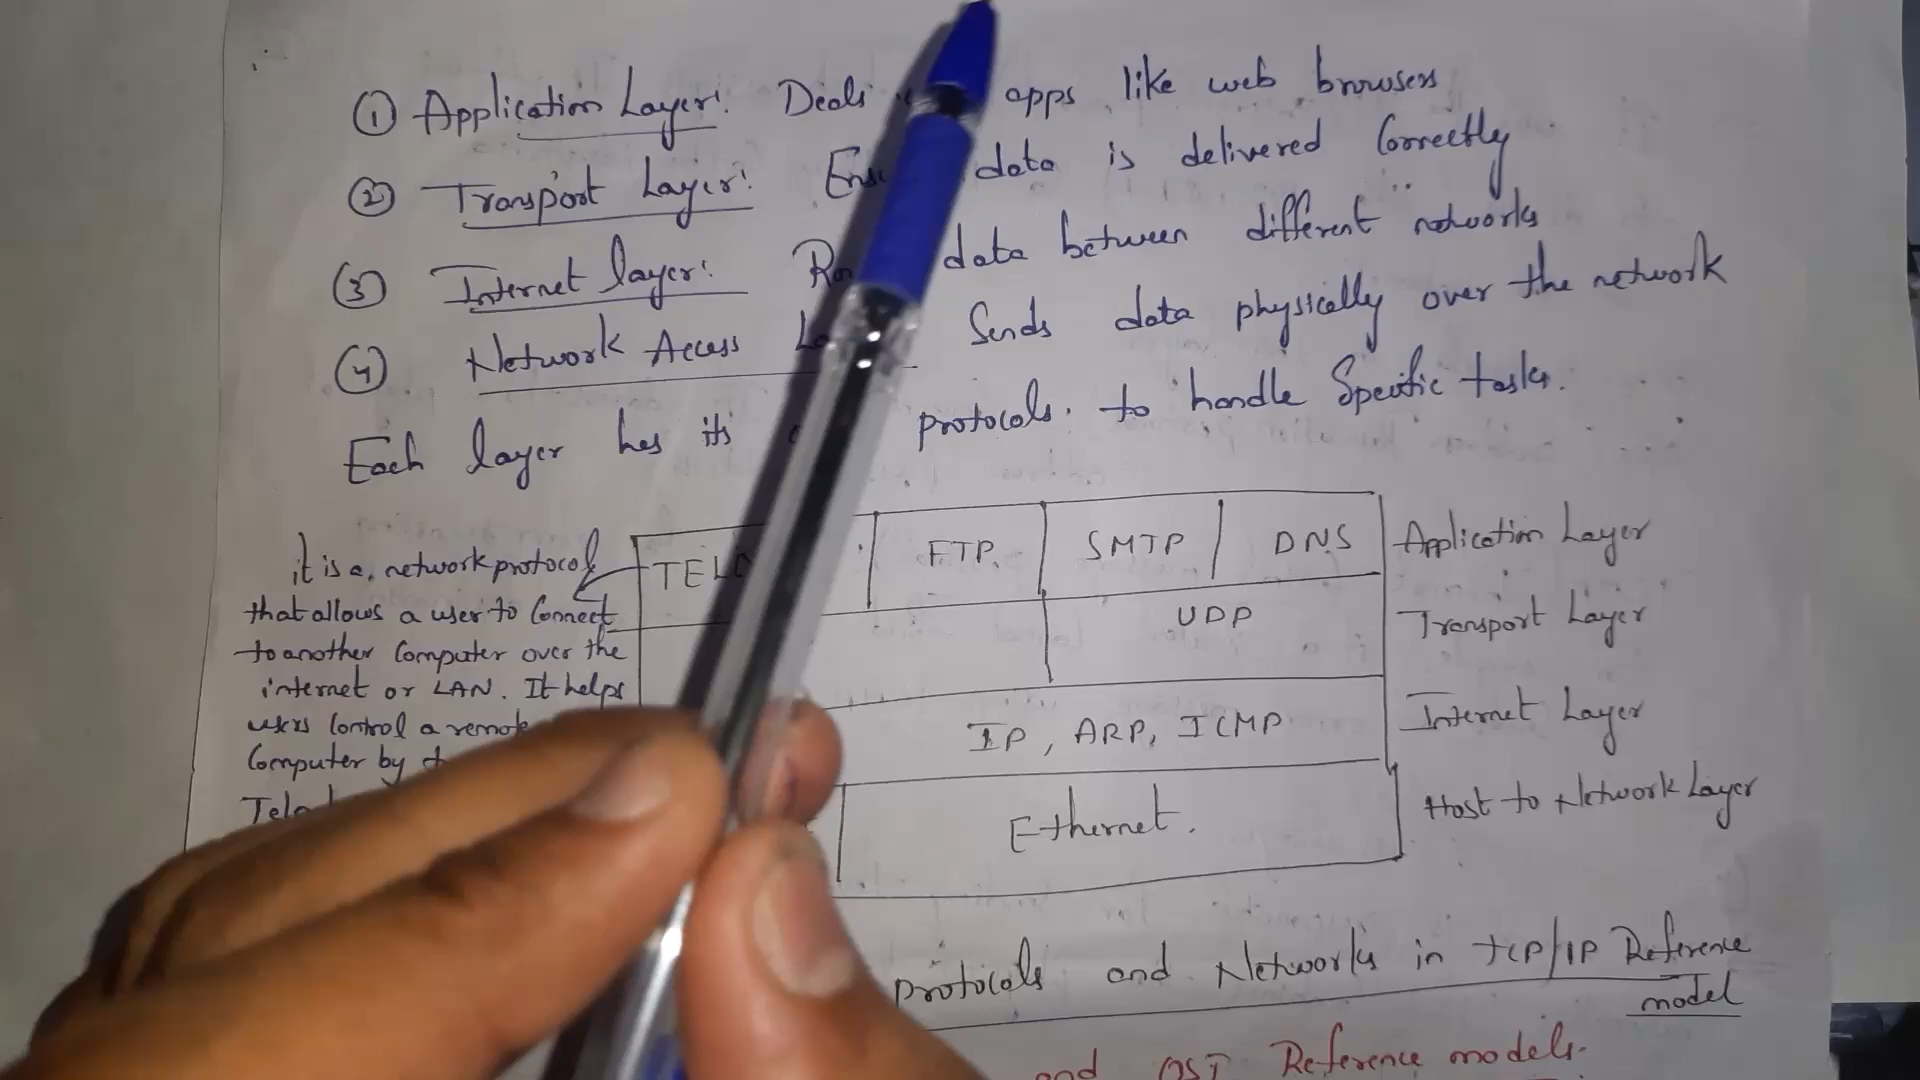 ① Application Layer: Deals apps like web browsers
② Transport Layer: data is delivered Correctly
③ Internet layer: data between different networks
④ Network Access Sends data physically over the network
Each layer has its protocols. to handle Specific tasks.
it is a, network protocol
that allows a user to Connect
to another Computer over the
internet or LAN. It helps
users Control a remote
Computer by
FTP. SMTP DNS Application Layer
UDP Transport Layer
IP, ARP, ICMP Internet Layer
Ethernet. Host to Network Layer
protocols and Networks in TCP/IP Reference
model
and OSI Reference models.